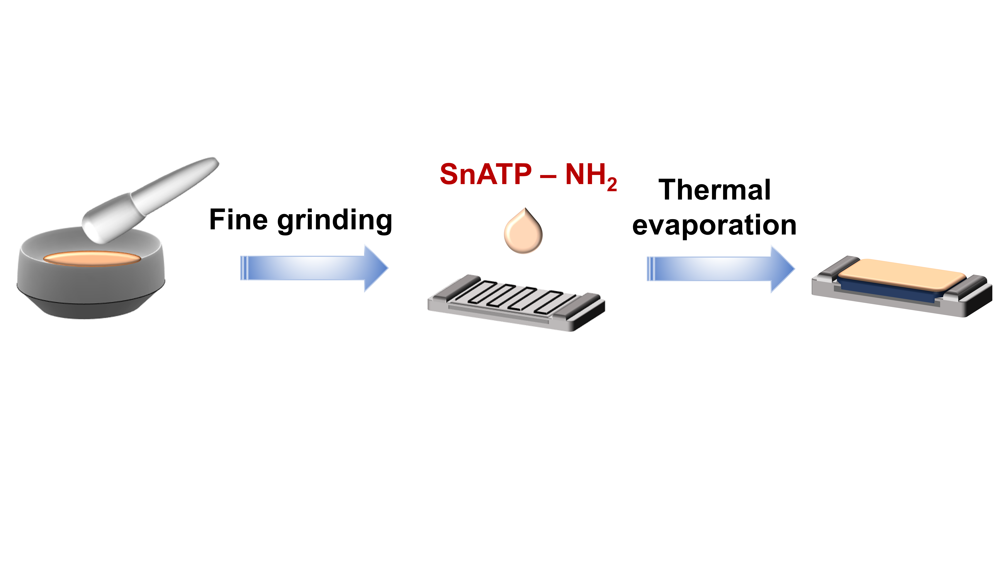 Fine grinding
SnATP – NH₂
Thermal
evaporation